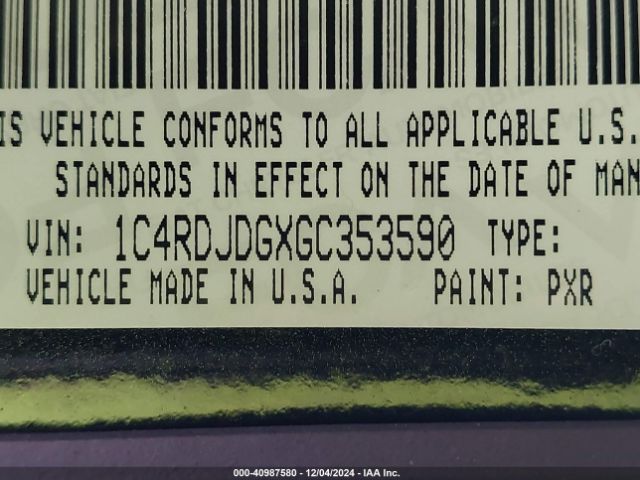 IS VEHICLE CONFORMS TO ALL APPLICABLE U.S.
STANDARDS IN EFFECT ON THE DATE OF MAN
VIN: 1C4RDJDGXGC353590 TYPE:
VEHICLE MADE IN U.S.A. PAINT: PXR
000-40987580 - 12/04/2024 - IAA Inc.